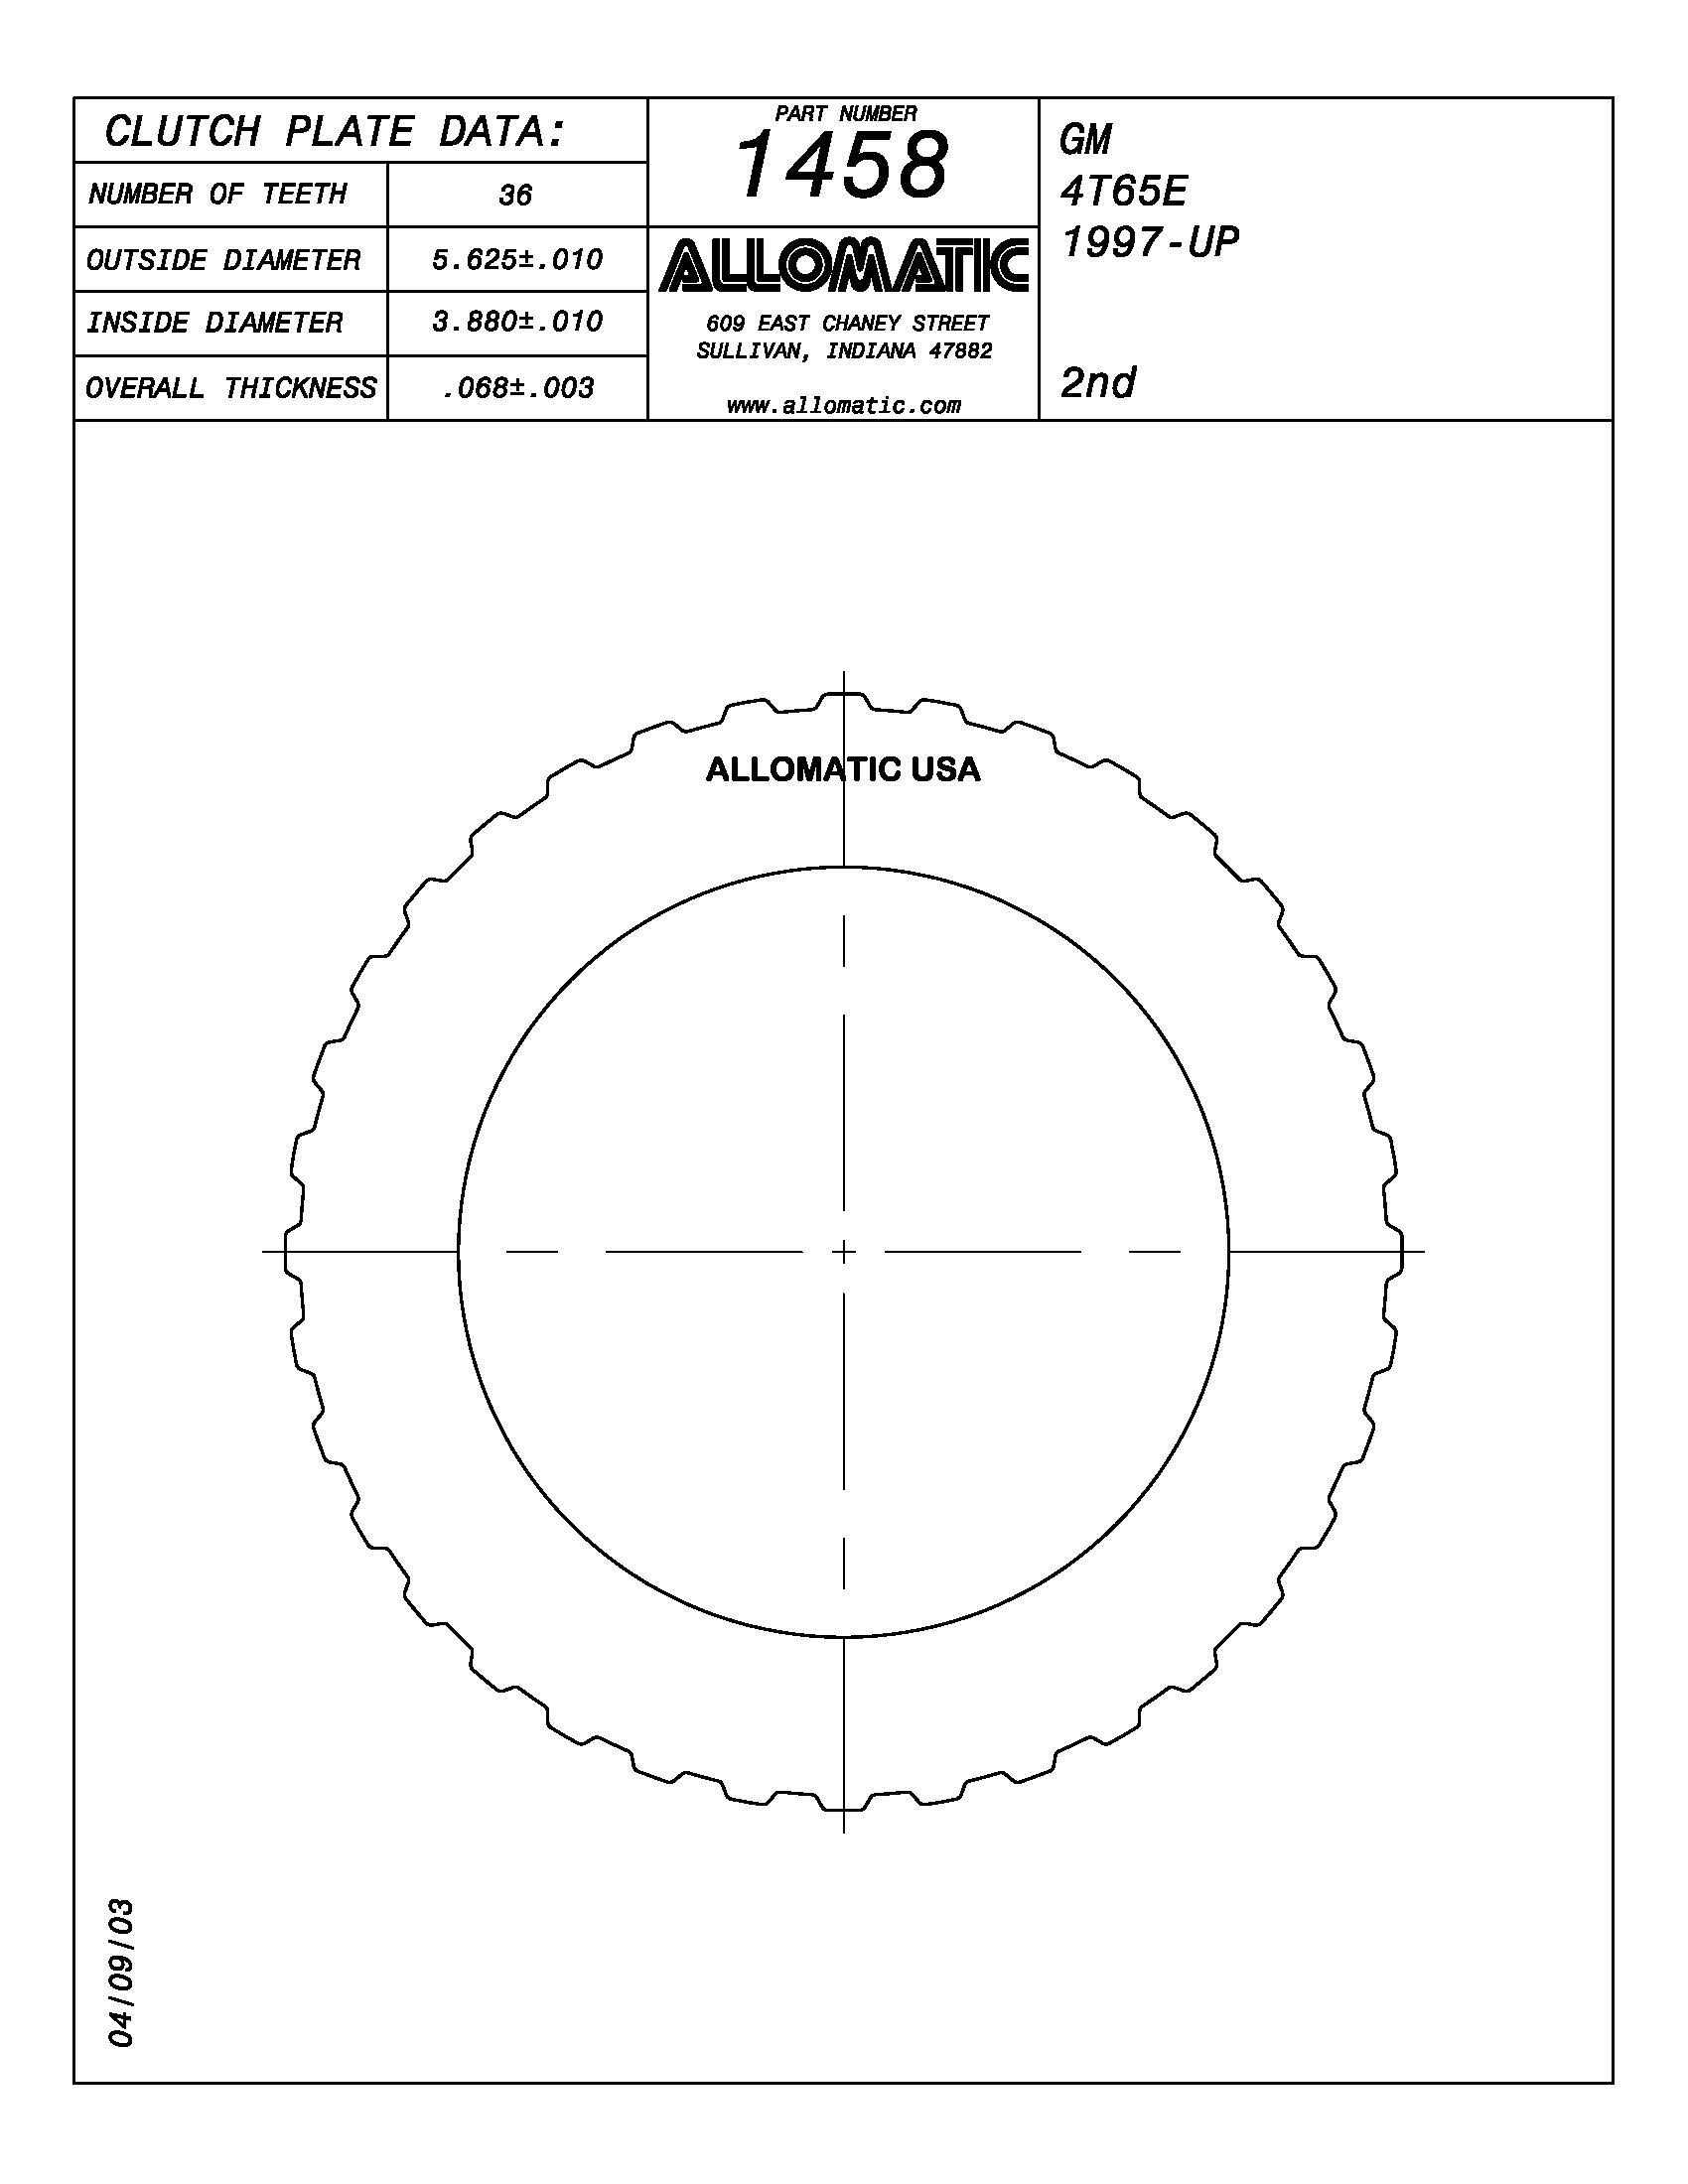 CLUTCH PLATE DATA:
NUMBER OF TEETH 36
OUTSIDE DIAMETER 5.625±.010
INSIDE DIAMETER 3.880±.010
OVERALL THICKNESS .068±.003
PART NUMBER
1458
ALLOMATIC
609 EAST CHANEY STREET
SULLIVAN, INDIANA 47882
www.allomatic.com
GM
4T65E
1997-UP
2nd
ALLOMATIC USA
04/09/03